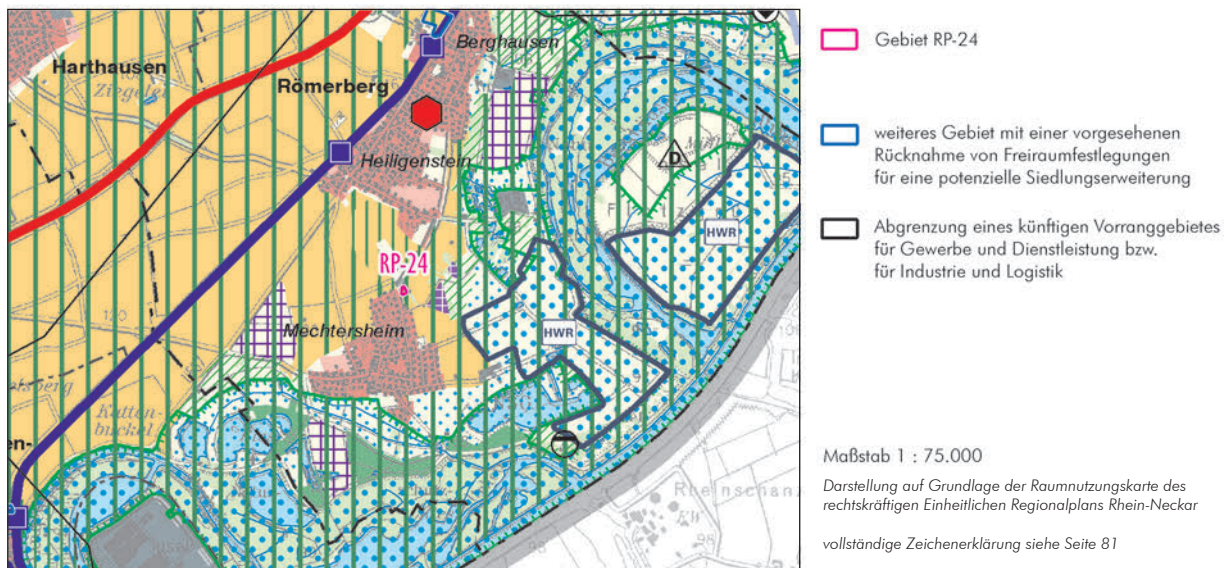 Berghausen
Harthausen
Ziegelei
Römerberg
Heiligenstein
D
HWR
RP-24
120
Mechtersheim
HWR
Rheinschanz
Gebiet RP-24
weiteres Gebiet mit einer vorgesehenen
Rücknahme von Freiraumfestlegungen
für eine potenzielle Siedlungserweiterung
Abgrenzung eines künftigen Vorranggebietes
für Gewerbe und Dienstleistung bzw.
für Industrie und Logistik
Maßstab 1 : 75.000
Darstellung auf Grundlage der Raumnutzungskarte des
rechtskräftigen Einheitlichen Regionalplans Rhein-Neckar
vollständige Zeichenerklärung siehe Seite 81